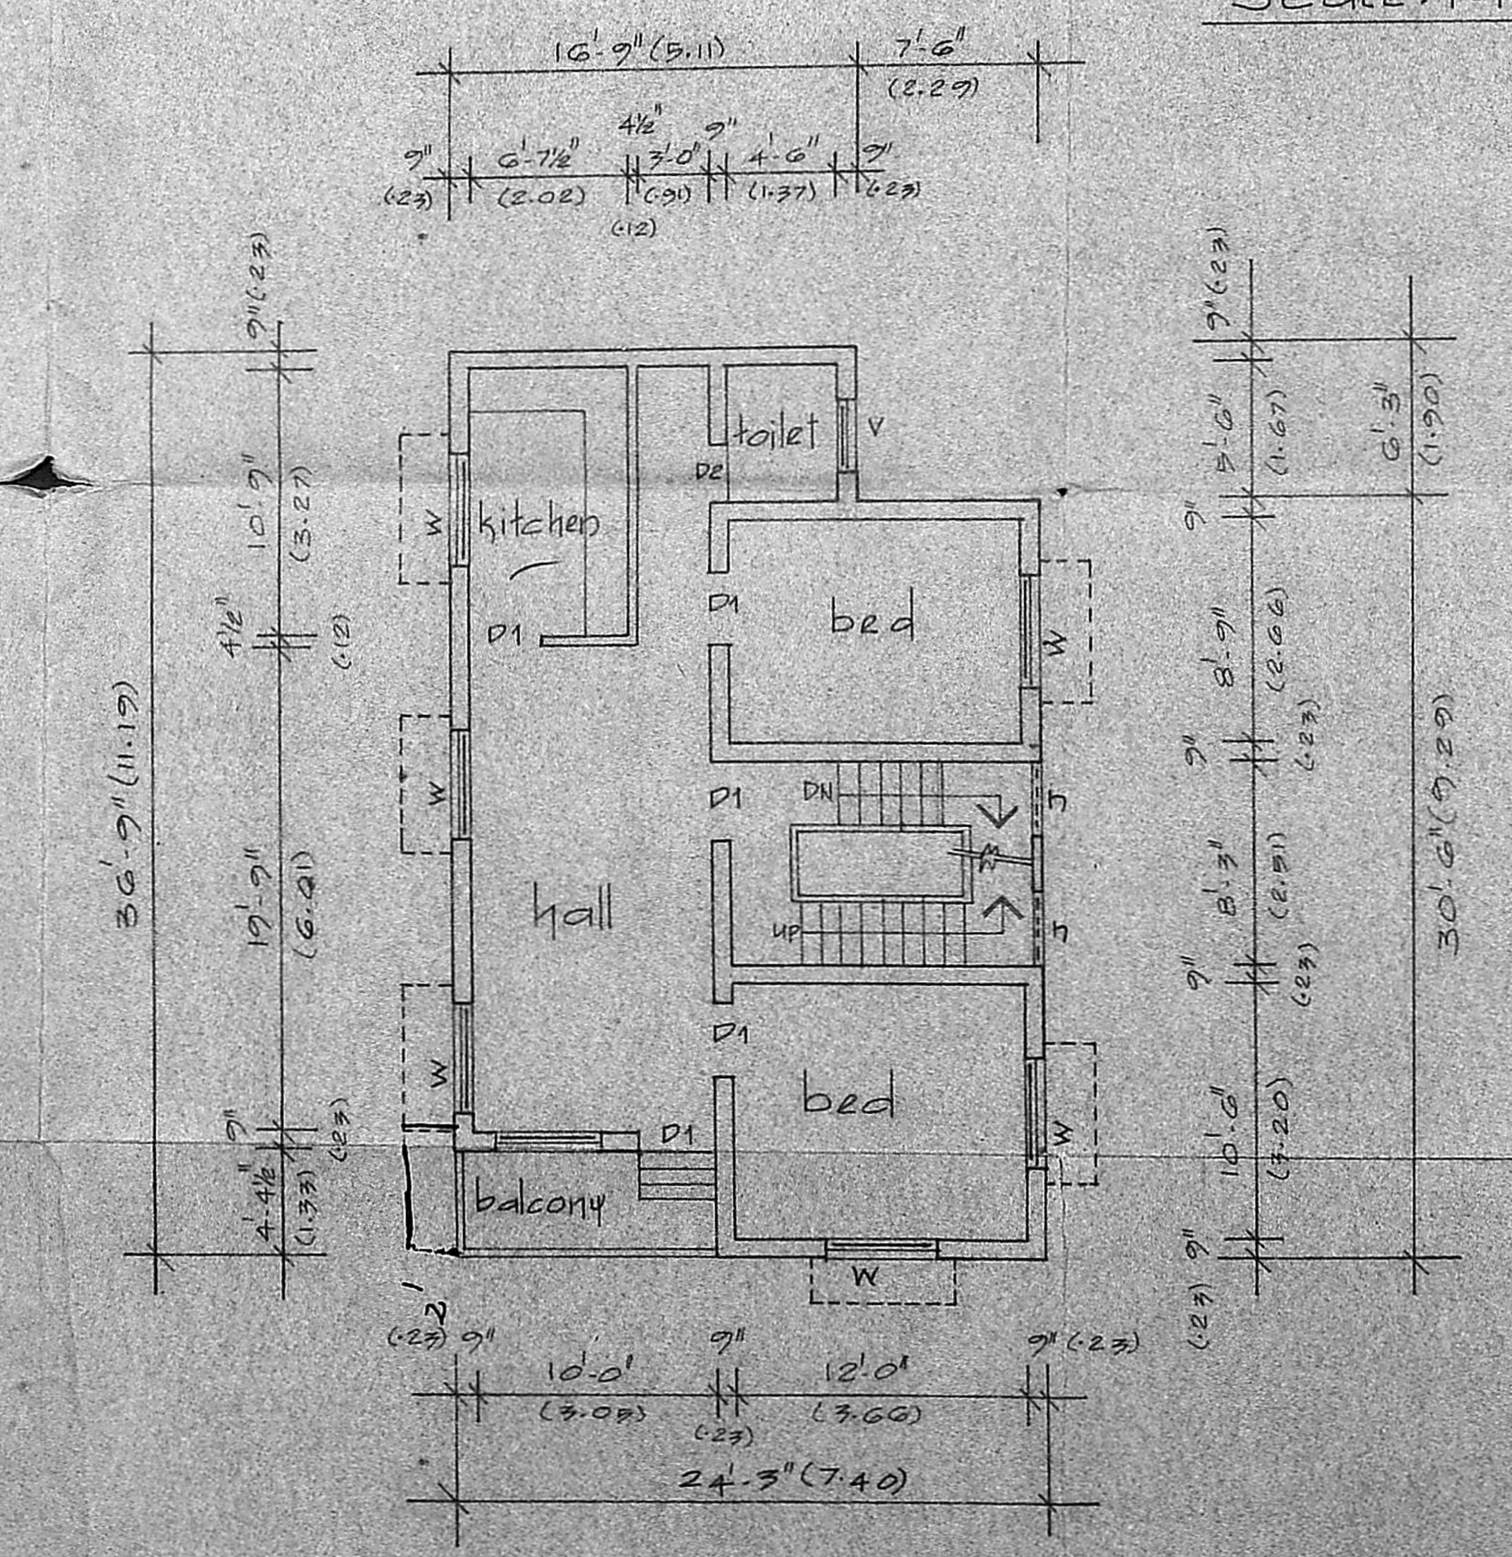 16'-9" (5.11)
7'-6"
(2.29)
4½"
9"
9"
6'-7½"
3'-0"
4'-6"
9"
(.23)
(2.02)
(.91)
(1.37)
(.23)
(.12)
9" (.23)
9" (.23)
5'-6"
(1.67)
6'-3"
(1.90)
toilet
V
D2
10'-9"
(3.27)
W
kitchen
9"
D1
bed
W
8'-9"
(2.66)
4½"
(.12)
D1
36'-9" (11.19)
W
D1
DN
J
9"
(.23)
30'-6" (9.29)
19'-9"
(6.01)
hall
UP
J
8'-3"
(2.51)
9"
(.23)
W
D1
bed
W
10'-6"
(3.20)
9"
(.23)
D1
4'-4½"
(1.33)
balcony
W
9"
(.23)
2'
(.23) 9"
9"
9" (.23)
10'-0"
12'-0"
(3.05)
(3.66)
(.23)
24'-3" (7.40)